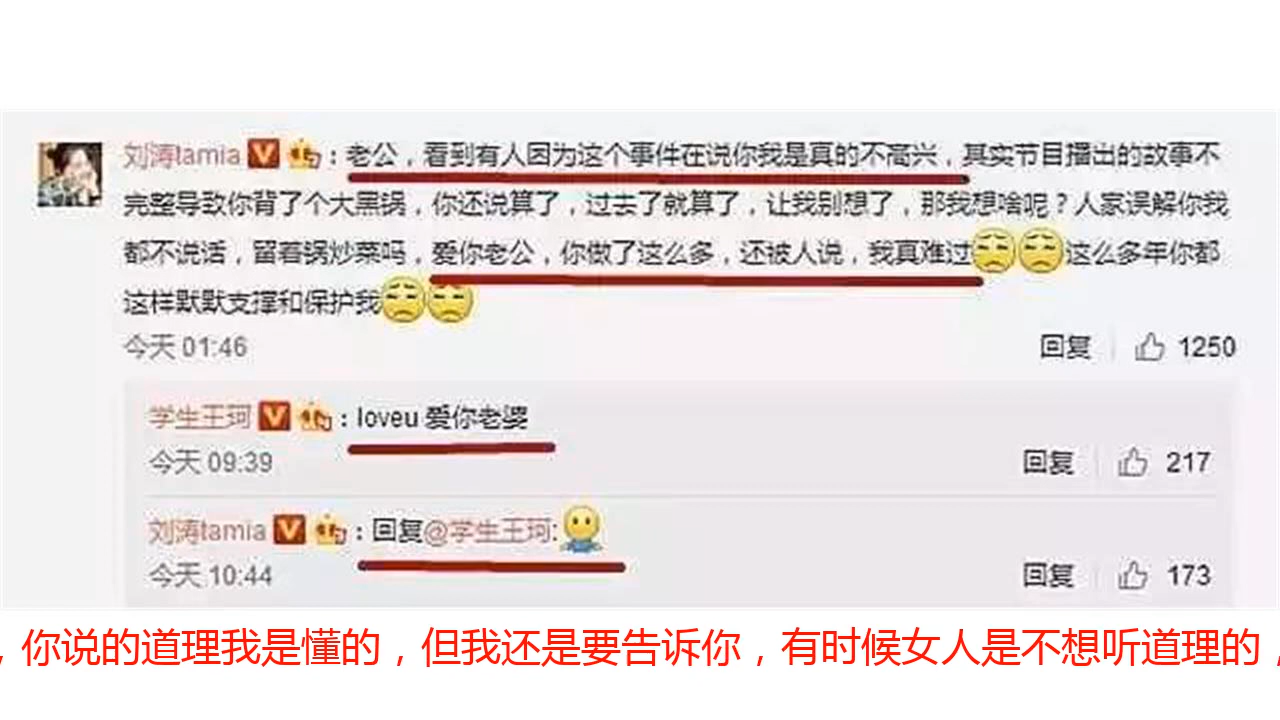 刘涛tamia V：老公，看到有人因为这个事件在说你我是真的不高兴，其实节目播出的故事不
完整导致你背了个大黑锅，你还说算了，过去了就算了，让我别想了，那我想啥呢？人家误解你我
都不说话，留着锅炒菜吗，爱你老公，你做了这么多，还被人说，我真难过这么多年你都
这样默默支撑和保护我
今天 01:46 回复 1250
学生王珂 V：loveu 爱你老婆
今天 09:39 回复 217
刘涛tamia V：回复@学生王珂:
今天 10:44 回复 173
，你说的道理我是懂的，但我还是要告诉你，有时候女人是不想听道理的，